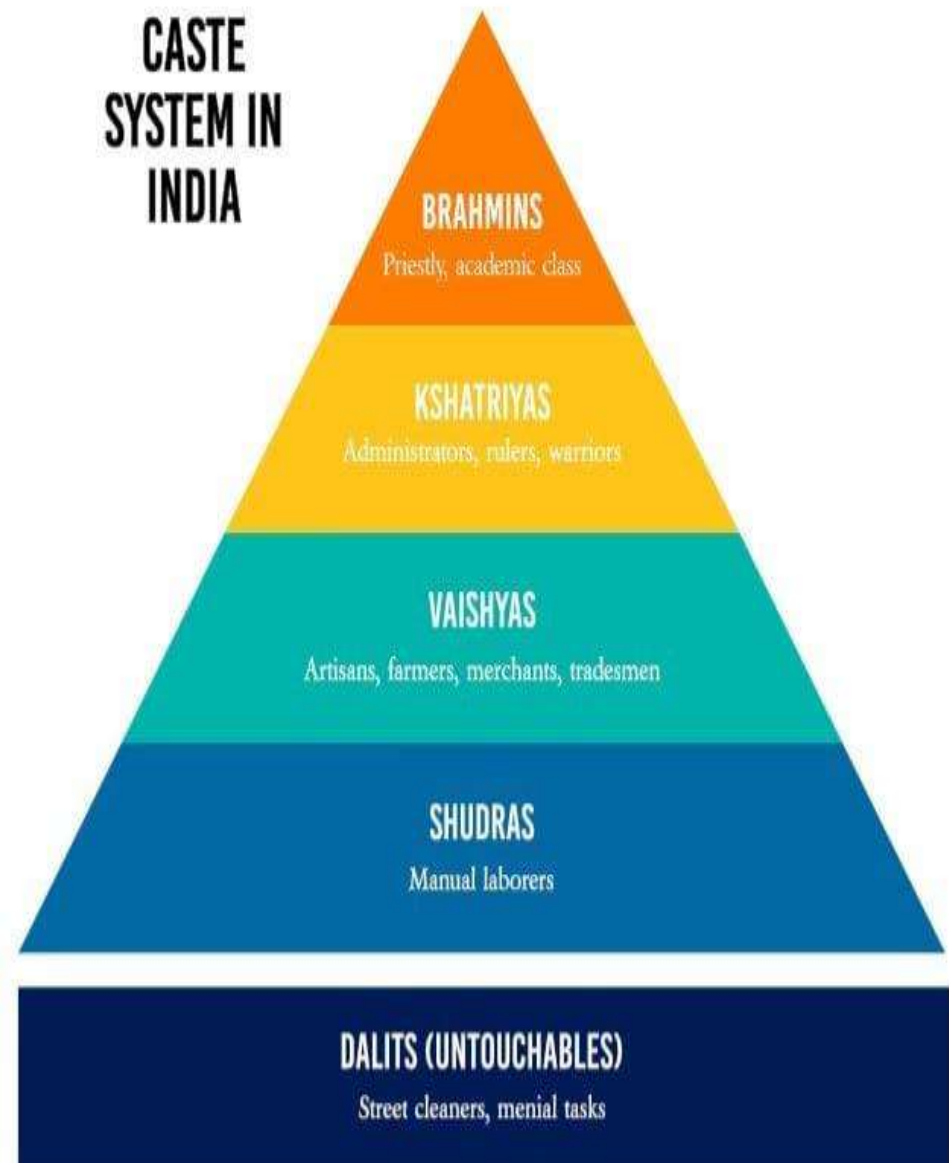 CASTE
SYSTEM IN
INDIA
BRAHMINS
Priestly, academic class
KSHATRIYAS
Administrators, rulers, warriors
VAISHYAS
Artisans, farmers, merchants, tradesmen
SHUDRAS
Manual laborers
DALITS (UNTOUCHABLES)
Street cleaners, menial tasks